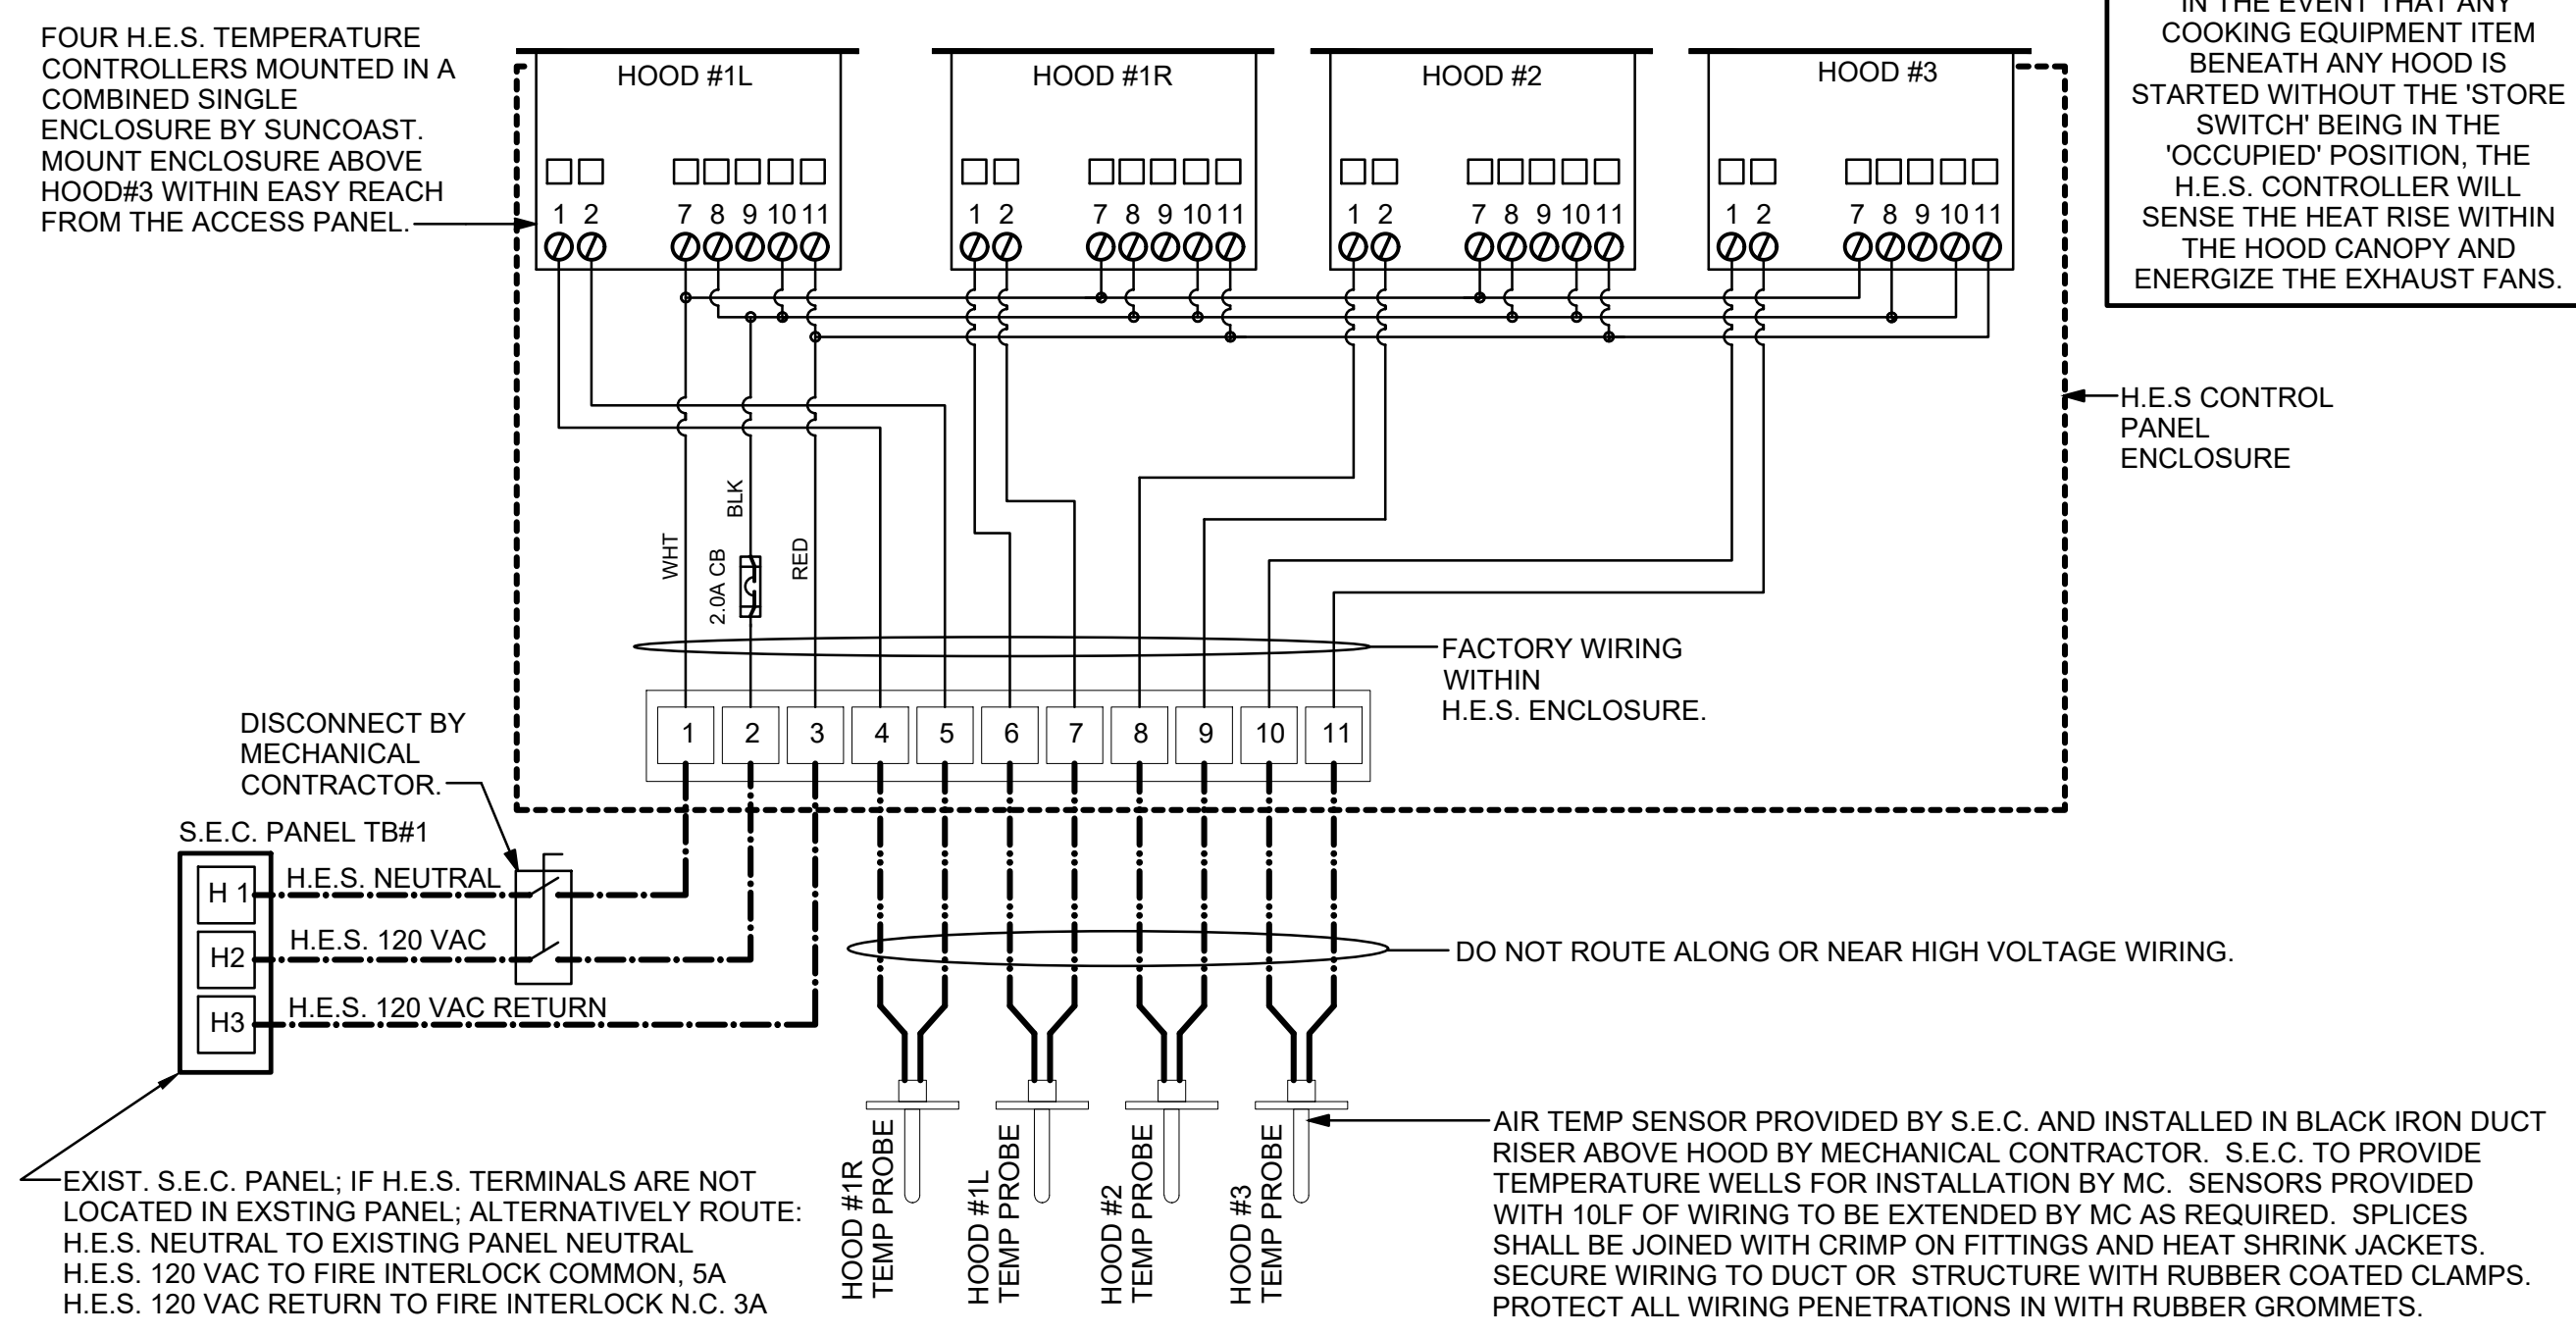 FOUR H.E.S. TEMPERATURE
CONTROLLERS MOUNTED IN A
COMBINED SINGLE
ENCLOSURE BY SUNCOAST.
MOUNT ENCLOSURE ABOVE
HOOD#3 WITHIN EASY REACH
FROM THE ACCESS PANEL.
HOOD #1L
1 2 7 8 9 10 11
HOOD #1R
1 2 7 8 9 10 11
HOOD #2
1 2 7 8 9 10 11
HOOD #3
1 2 7 8 9 10 11
IN THE EVENT THAT ANY
COOKING EQUIPMENT ITEM
BENEATH ANY HOOD IS
STARTED WITHOUT THE 'STORE
SWITCH' BEING IN THE
'OCCUPIED' POSITION, THE
H.E.S. CONTROLLER WILL
SENSE THE HEAT RISE WITHIN
THE HOOD CANOPY AND
ENERGIZE THE EXHAUST FANS.
H.E.S CONTROL
PANEL
ENCLOSURE
WHT
BLK
2.0A CB
RED
FACTORY WIRING
WITHIN
H.E.S. ENCLOSURE.
1 2 3 4 5 6 7 8 9 10 11
DISCONNECT BY
MECHANICAL
CONTRACTOR.
S.E.C. PANEL TB#1
H 1
H.E.S. NEUTRAL
H2
H.E.S. 120 VAC
H3
H.E.S. 120 VAC RETURN
DO NOT ROUTE ALONG OR NEAR HIGH VOLTAGE WIRING.
HOOD #1R
TEMP PROBE
HOOD #1L
TEMP PROBE
HOOD #2
TEMP PROBE
HOOD #3
TEMP PROBE
EXIST. S.E.C. PANEL; IF H.E.S. TERMINALS ARE NOT
LOCATED IN EXSTING PANEL; ALTERNATIVELY ROUTE:
H.E.S. NEUTRAL TO EXISTING PANEL NEUTRAL
H.E.S. 120 VAC TO FIRE INTERLOCK COMMON, 5A
H.E.S. 120 VAC RETURN TO FIRE INTERLOCK N.C. 3A
AIR TEMP SENSOR PROVIDED BY S.E.C. AND INSTALLED IN BLACK IRON DUCT
RISER ABOVE HOOD BY MECHANICAL CONTRACTOR. S.E.C. TO PROVIDE
TEMPERATURE WELLS FOR INSTALLATION BY MC. SENSORS PROVIDED
WITH 10LF OF WIRING TO BE EXTENDED BY MC AS REQUIRED. SPLICES
SHALL BE JOINED WITH CRIMP ON FITTINGS AND HEAT SHRINK JACKETS.
SECURE WIRING TO DUCT OR STRUCTURE WITH RUBBER COATED CLAMPS.
PROTECT ALL WIRING PENETRATIONS IN WITH RUBBER GROMMETS.